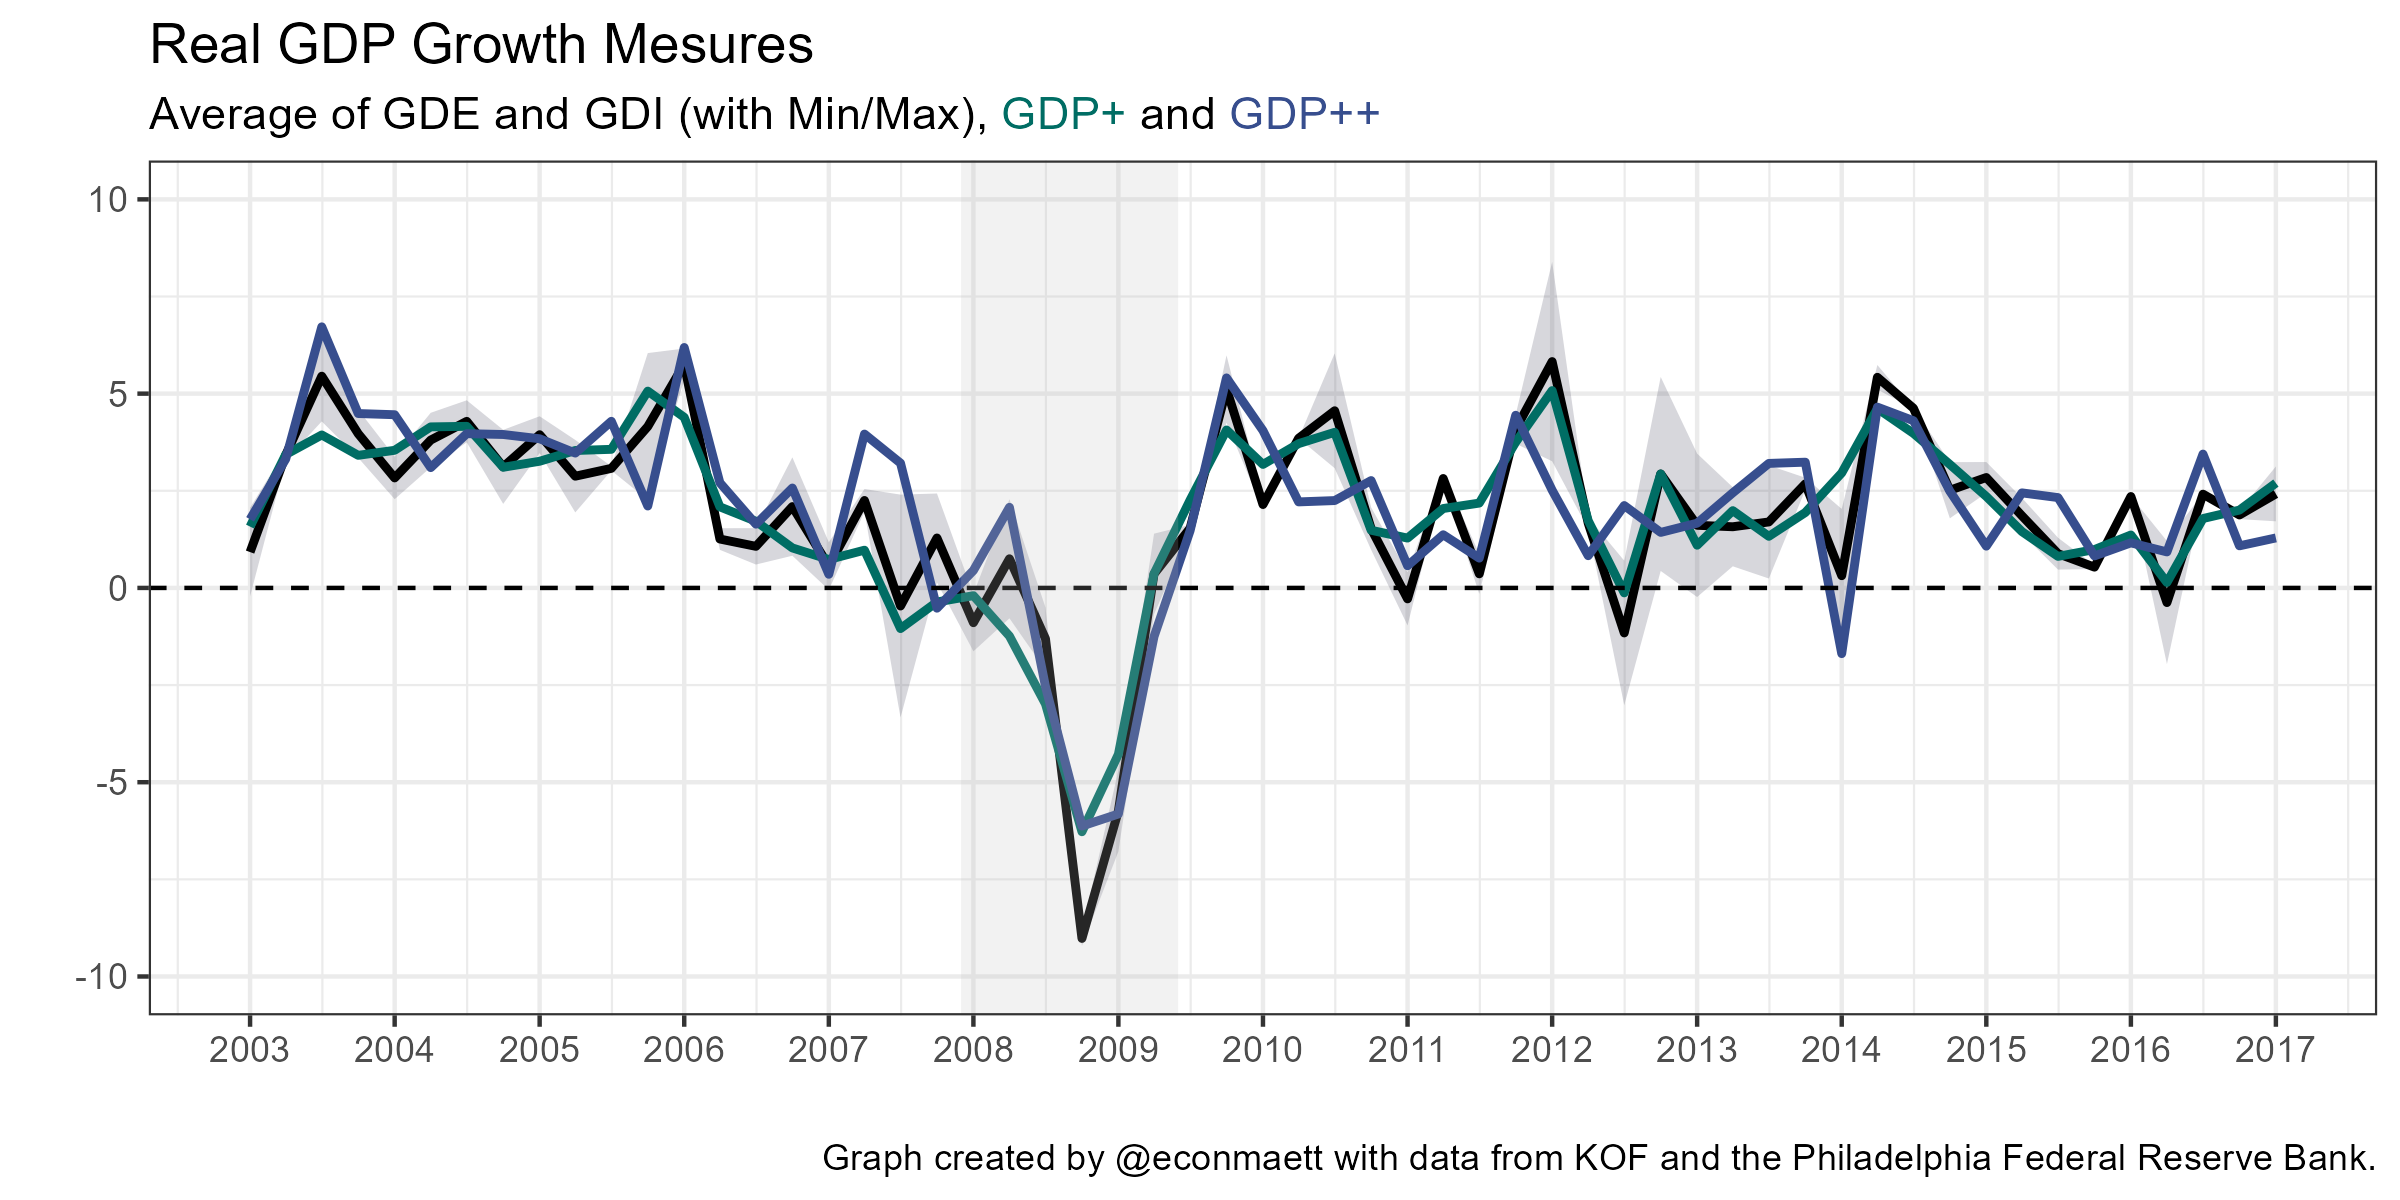 Real GDP Growth Mesures
Average of GDE and GDI (with Min/Max), GDP+ and GDP++
10
5
0
-5
-10
2003 2004 2005 2006 2007 2008 2009 2010 2011 2012 2013 2014 2015 2016 2017
Graph created by @econmaett with data from KOF and the Philadelphia Federal Reserve Bank.